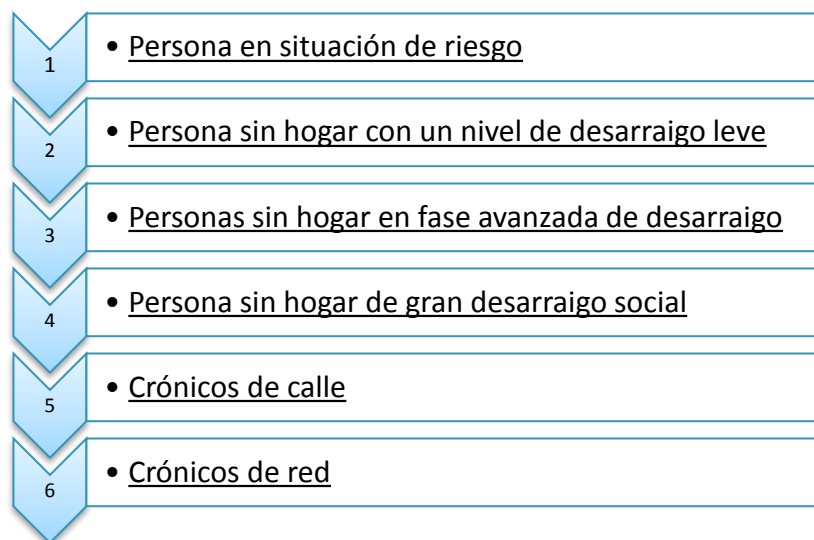 1
• Persona en situación de riesgo
2
• Persona sin hogar con un nivel de desarraigo leve
3
• Personas sin hogar en fase avanzada de desarraigo
4
• Persona sin hogar de gran desarraigo social
5
• Crónicos de calle
6
• Crónicos de red